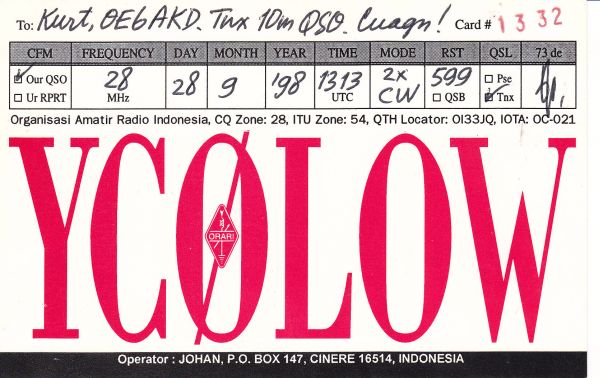 To: Kurt, OE6AKD. Tnx 10m QSO. Cuagn! Card # 1332
CFM FREQUENCY DAY MONTH YEAR TIME MODE RST QSL 73 de
Our QSO 28 28 9 '98 1313 2x 599 Pse
Ur RPRT MHz UTC CW QSB Tnx
Organisasi Amatir Radio Indonesia, CQ Zone: 28, ITU Zone: 54, QTH Locator: OI33JQ, IOTA: OC-021
YCØLOW
ORARI
Operator : JOHAN, P.O. BOX 147, CINERE 16514, INDONESIA